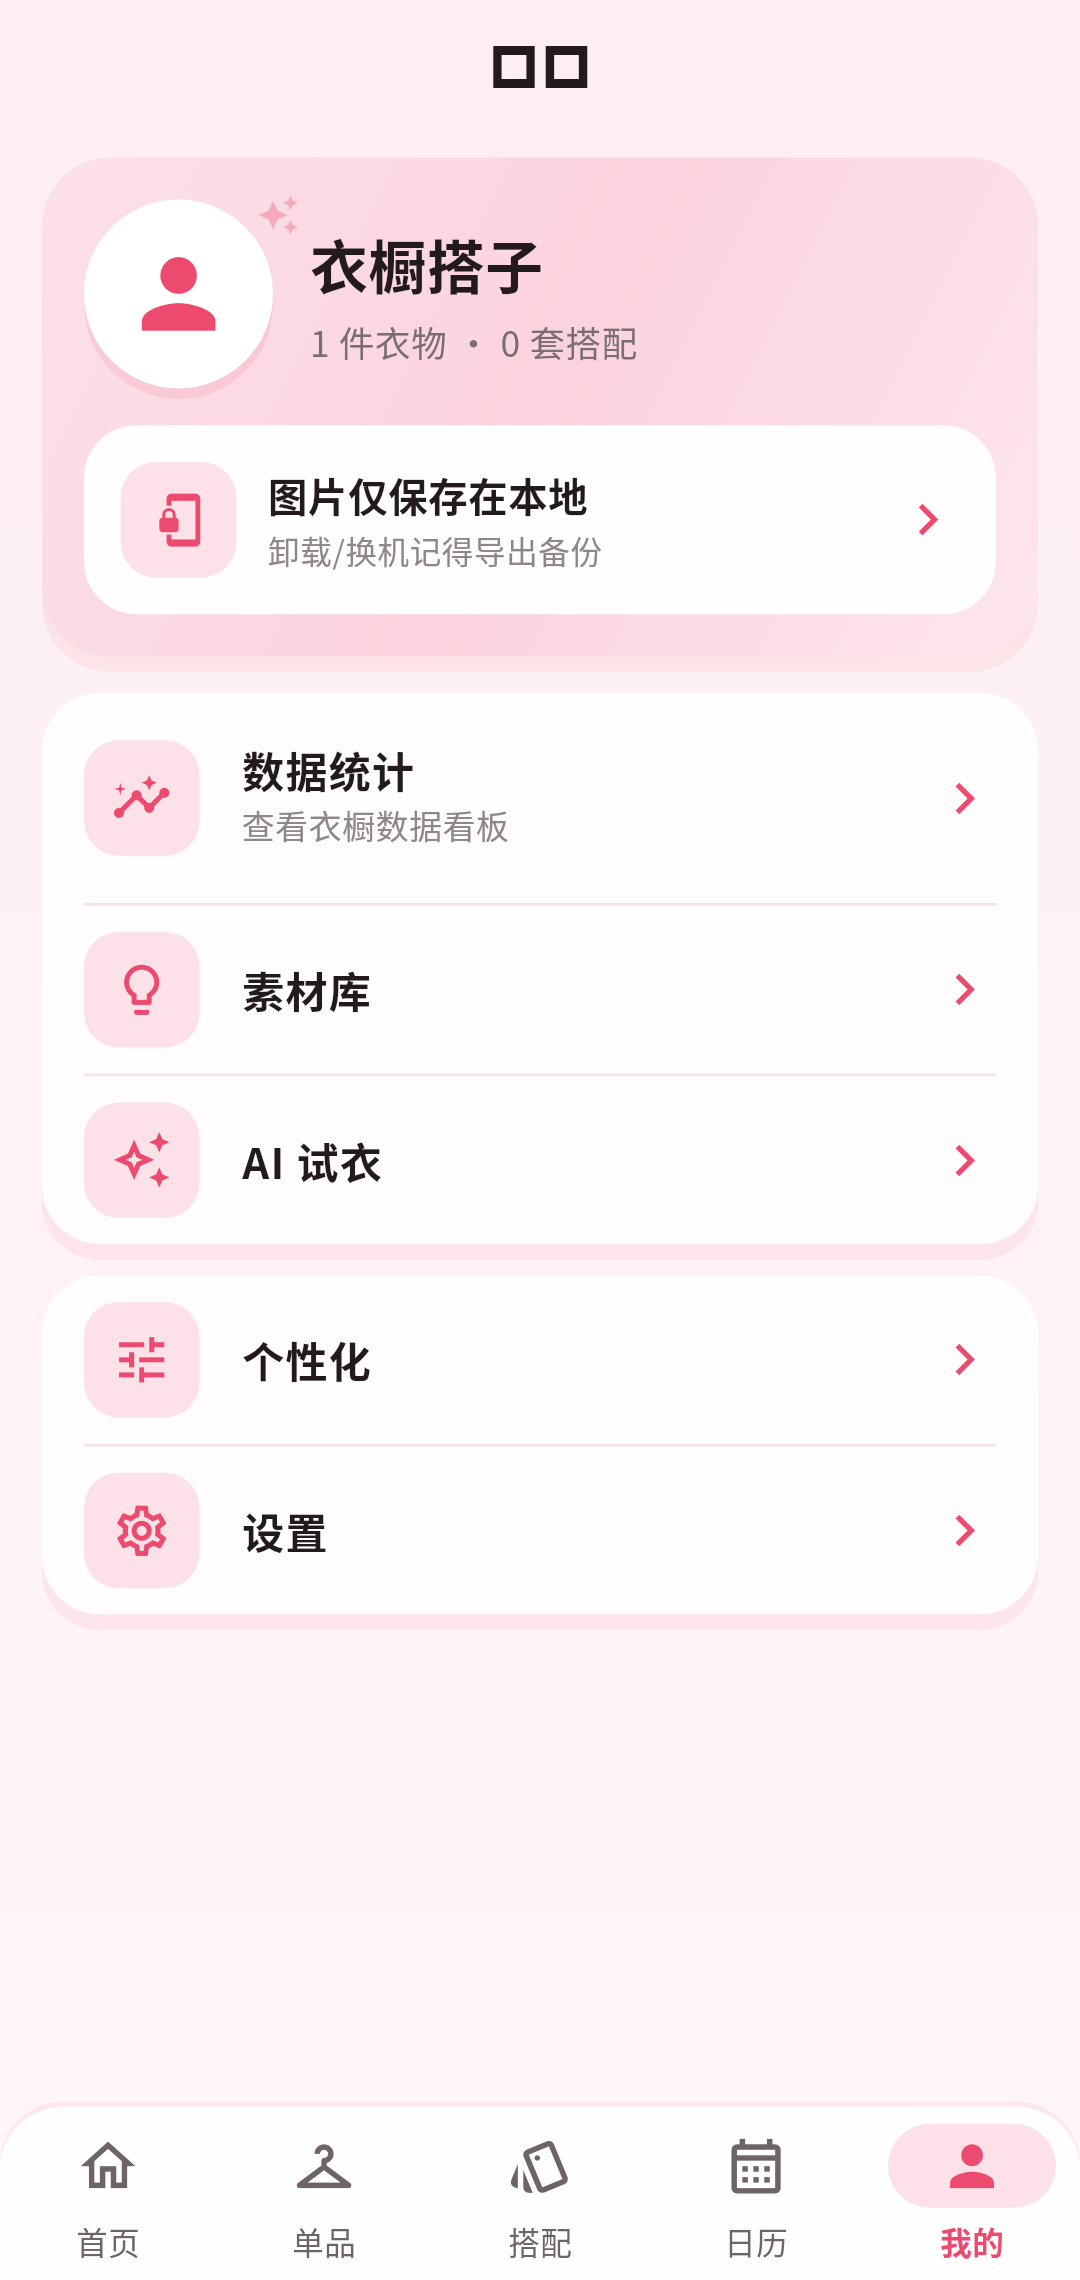 衣橱搭子
1 件衣物 · 0 套搭配
图片仅保存在本地
卸载/换机记得导出备份
数据统计
查看衣橱数据看板
素材库
AI 试衣
个性化
设置
首页
单品
搭配
日历
我的